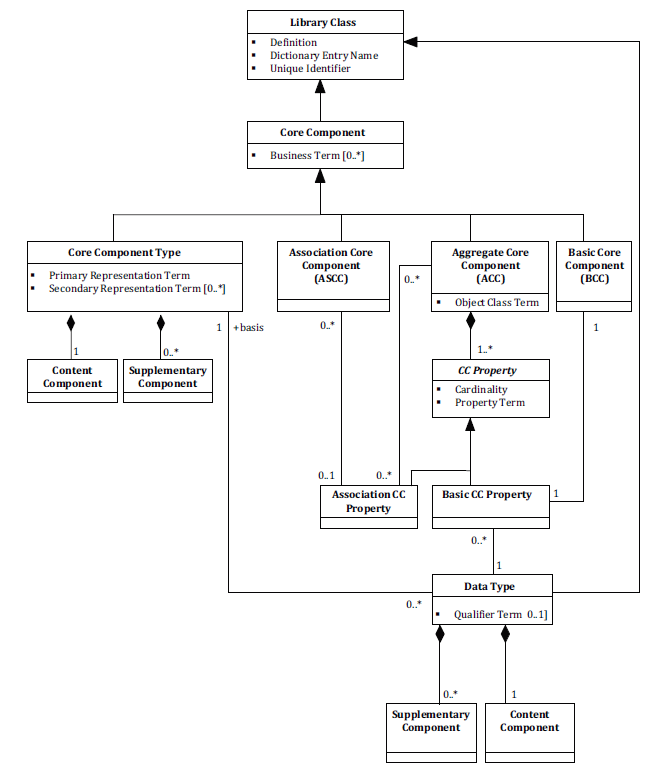 Library Class
▪ Definition
▪ Dictionary Entry Name
▪ Unique Identifier
Core Component
▪ Business Term [0..*]
Core Component Type
▪ Primary Representation Term
▪ Secondary Representation Term [0..*]
Association Core
Component
(ASCC)
Aggregate Core
Component
(ACC)
▪ Object Class Term
Basic Core
Component
(BCC)
0..*
1
+basis
0..*
1
1
0..*
1..*
Content
Component
Supplementary
Component
CC Property
▪ Cardinality
▪ Property Term
0..1
0..*
Association CC
Property
Basic CC Property
1
0..*
1
Data Type
▪ Qualifier Term 0..1]
0..*
0..*
1
Supplementary
Component
Content
Component